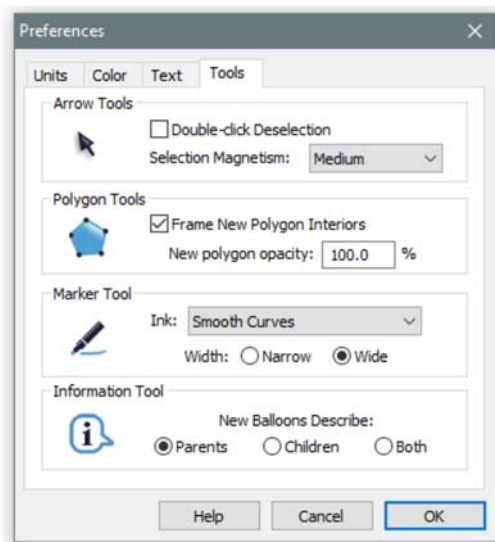 Preferences
Units Color Text Tools
Arrow Tools
Double-click Deselection
Selection Magnetism: Medium
Polygon Tools
Frame New Polygon Interiors
New polygon opacity: 100.0 %
Marker Tool
Ink: Smooth Curves
Width: Narrow Wide
Information Tool
New Balloons Describe:
Parents Children Both
Help Cancel OK